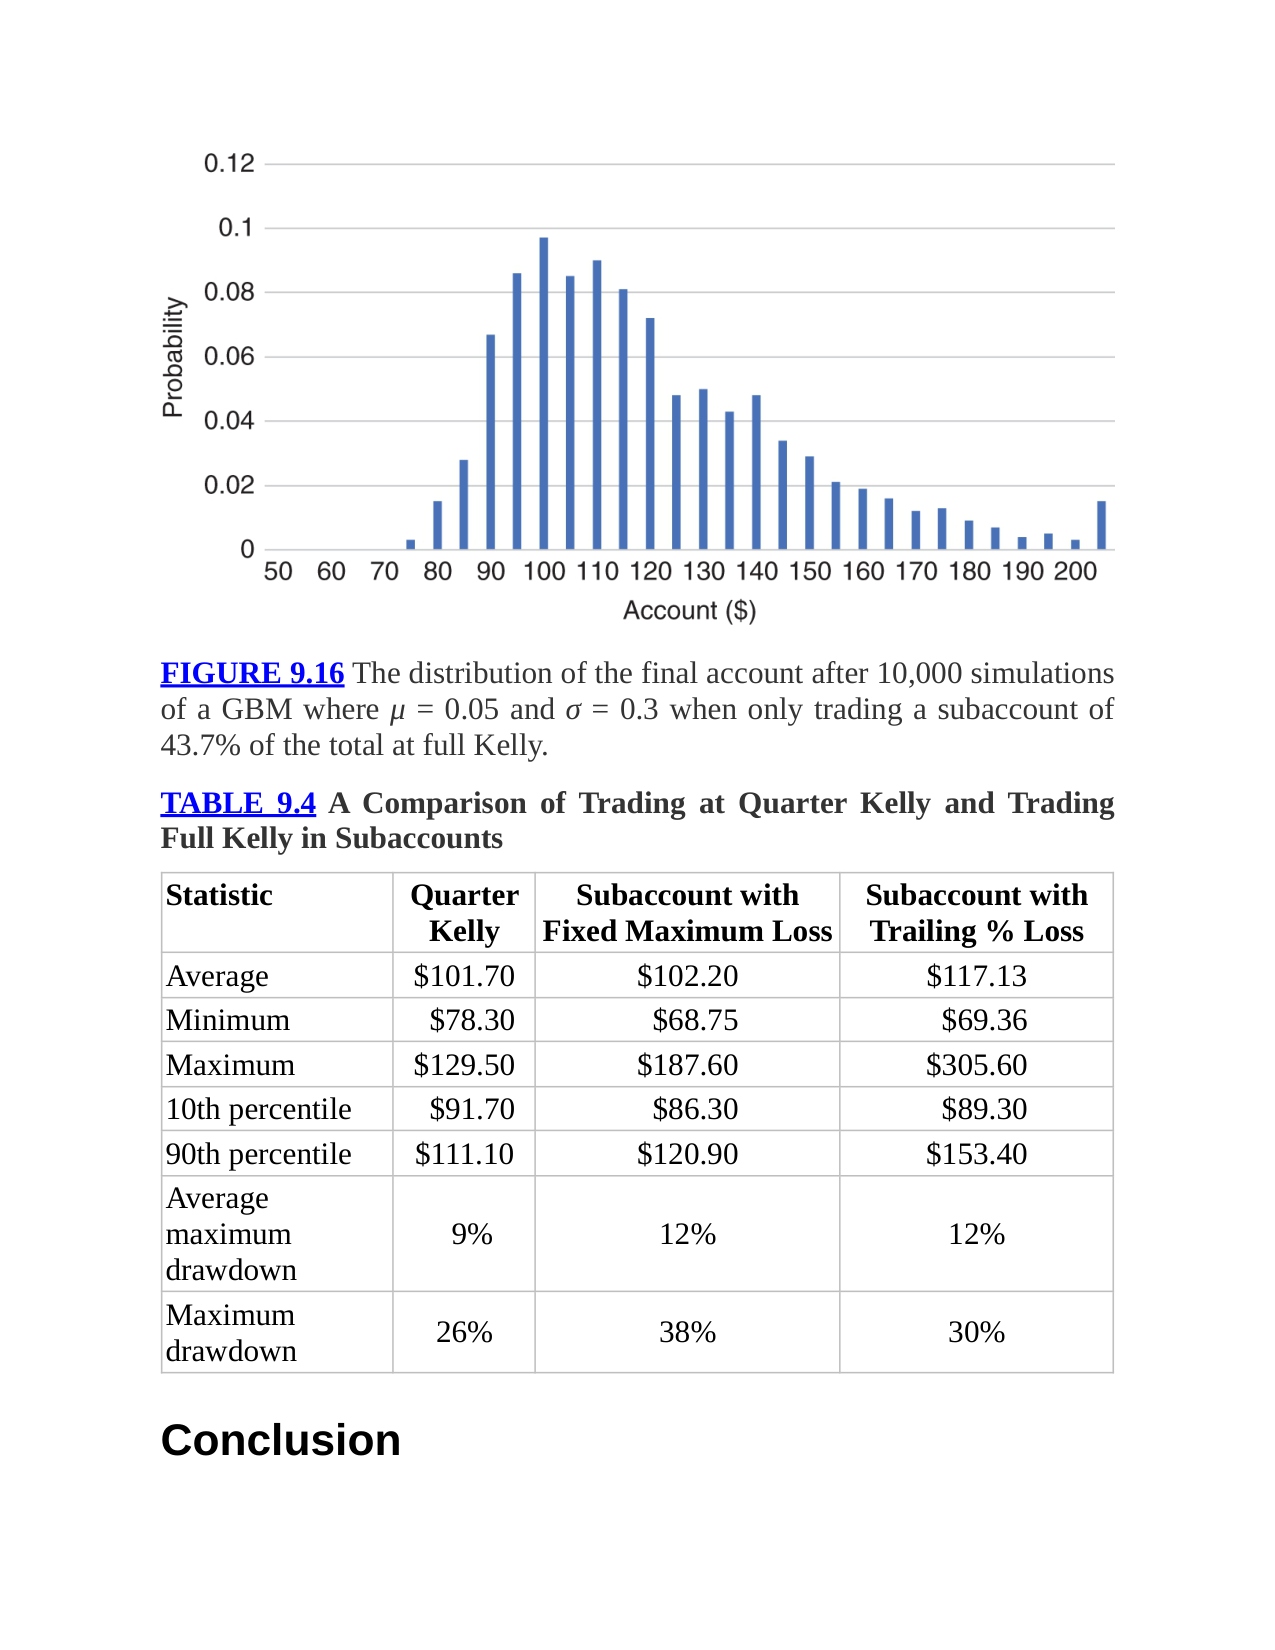 0.12
0.1
0.08
0.06
0.04
0.02
0
Probability
50 60 70 80 90 100 110 120 130 140 150 160 170 180 190 200
Account ($)
FIGURE 9.16 The distribution of the final account after 10,000 simulations
of a GBM where μ = 0.05 and σ = 0.3 when only trading a subaccount of
43.7% of the total at full Kelly.
TABLE 9.4 A Comparison of Trading at Quarter Kelly and Trading
Full Kelly in Subaccounts
Statistic Quarter Kelly Subaccount with Fixed Maximum Loss Subaccount with Trailing % Loss
Average $101.70 $102.20 $117.13
Minimum $78.30 $68.75 $69.36
Maximum $129.50 $187.60 $305.60
10th percentile $91.70 $86.30 $89.30
90th percentile $111.10 $120.90 $153.40
Average maximum drawdown 9% 12% 12%
Maximum drawdown 26% 38% 30%
Conclusion